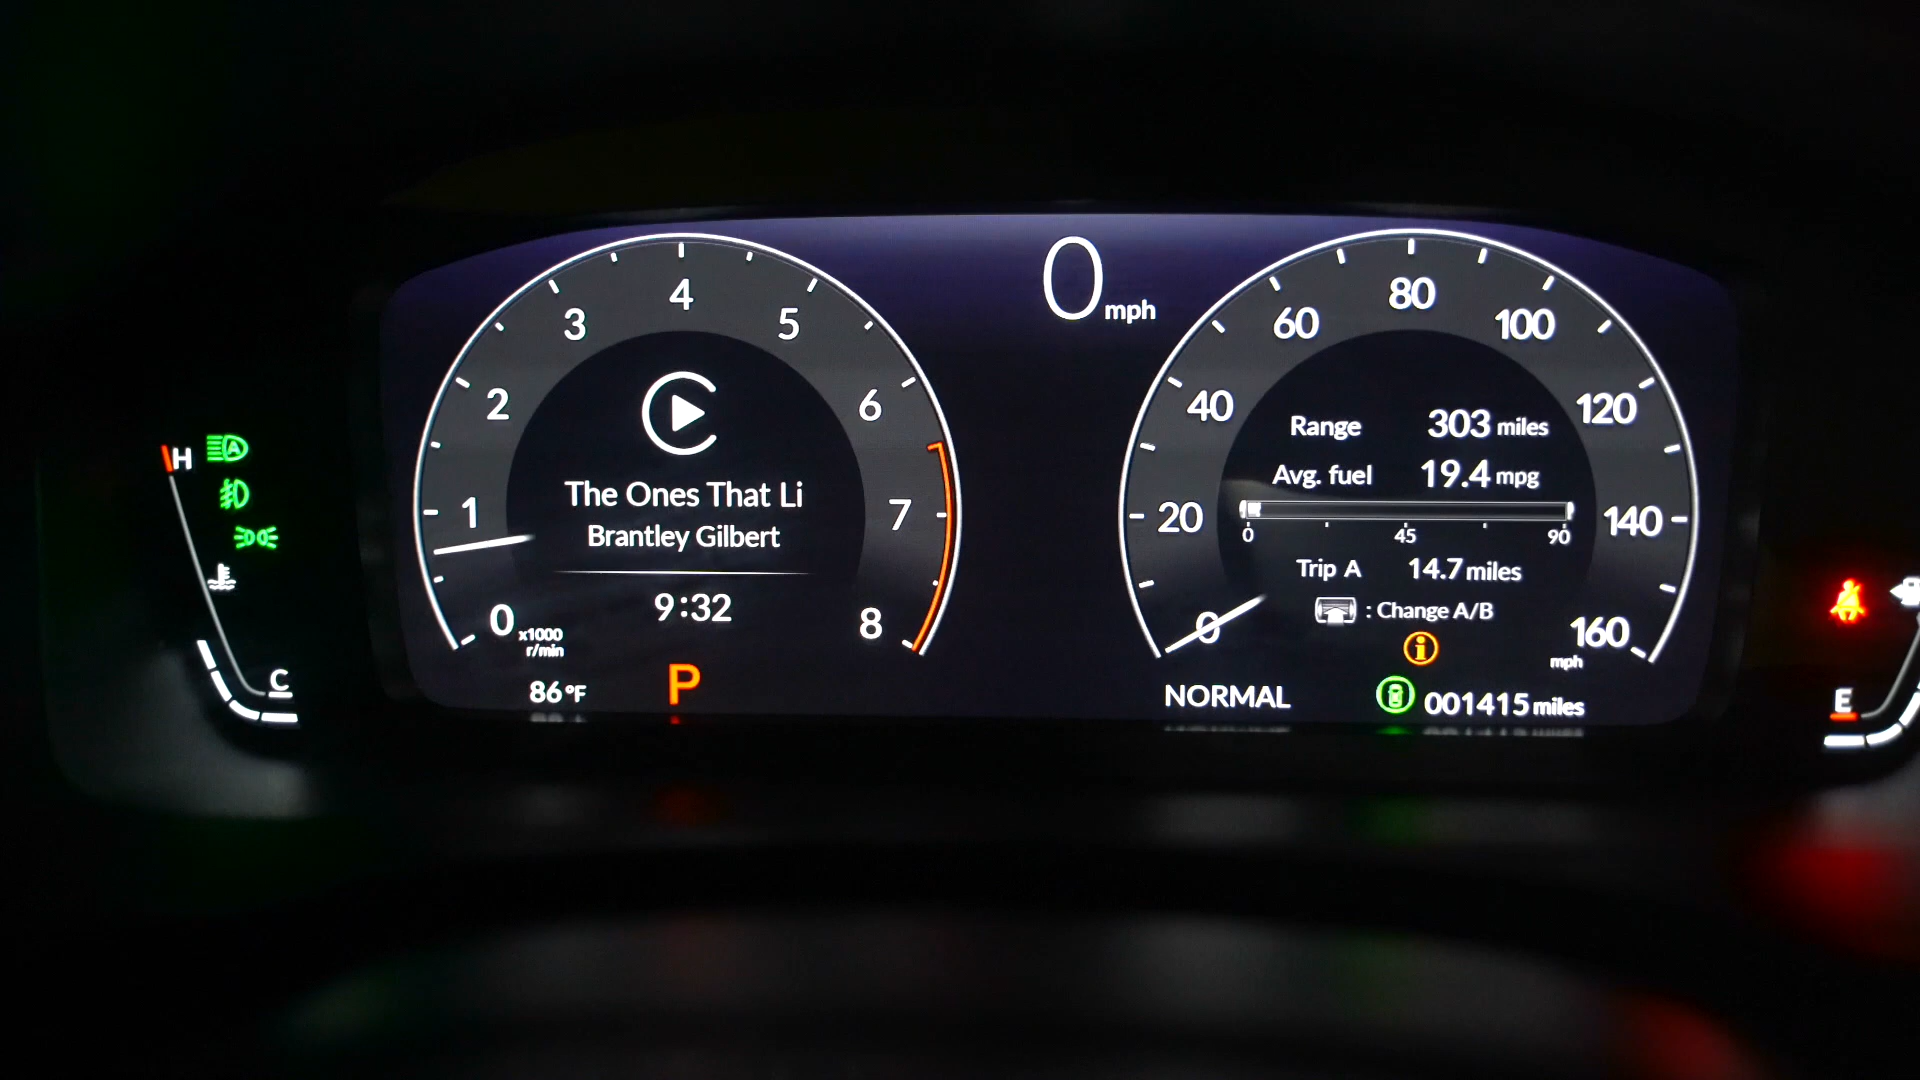 0 mph
H
C
0
1
2
3
4
5
6
7
8
x1000
r/min
The Ones That Li
Brantley Gilbert
9:32
86°F
P
0
20
40
60
80
100
120
140
160
mph
Range 303 miles
Avg. fuel 19.4 mpg
0 45 90
Trip A 14.7 miles
: Change A/B
i
NORMAL
001415 miles
E
A